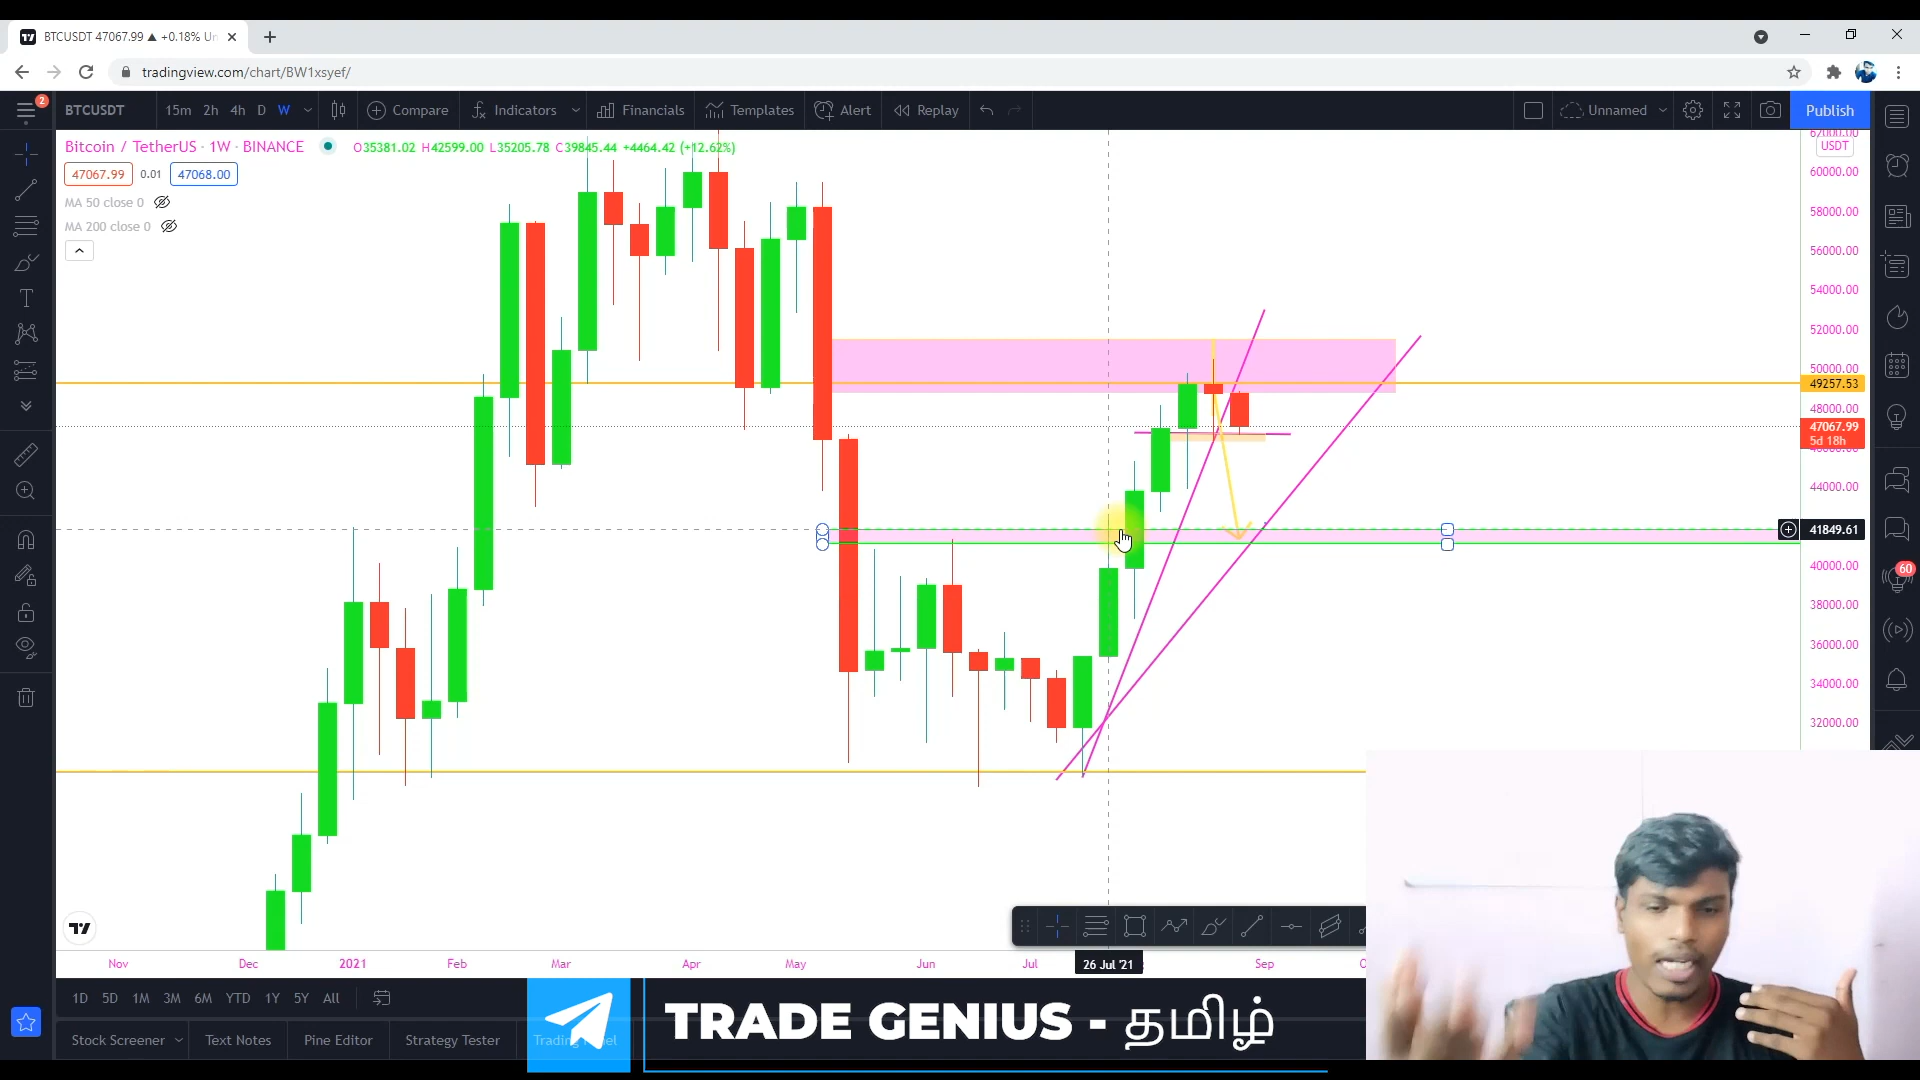 BTCUSDT 47067.99 ▲ +0.18% Un
tradingview.com/chart/BW1xsyef/
2
BTCUSDT 15m 2h 4h D W Compare Indicators Financials Templates Alert Replay Unnamed Publish
Bitcoin / TetherUS · 1W · BINANCE O35381.02 H42599.00 L35205.78 C39845.44 +4464.42 (+12.62%)
47067.99 0.01 47068.00
MA 50 close 0
MA 200 close 0
USDT
60000.00
58000.00
56000.00
54000.00
52000.00
50000.00
49257.53
48000.00
47067.99
5d 18h
44000.00
41849.61
40000.00
38000.00
36000.00
34000.00
32000.00
60
Nov Dec 2021 Feb Mar Apr May Jun Jul 26 Jul '21 Sep
1D 5D 1M 3M 6M YTD 1Y 5Y All
TRADE GENIUS - தமிழ்
Stock Screener Text Notes Pine Editor Strategy Tester